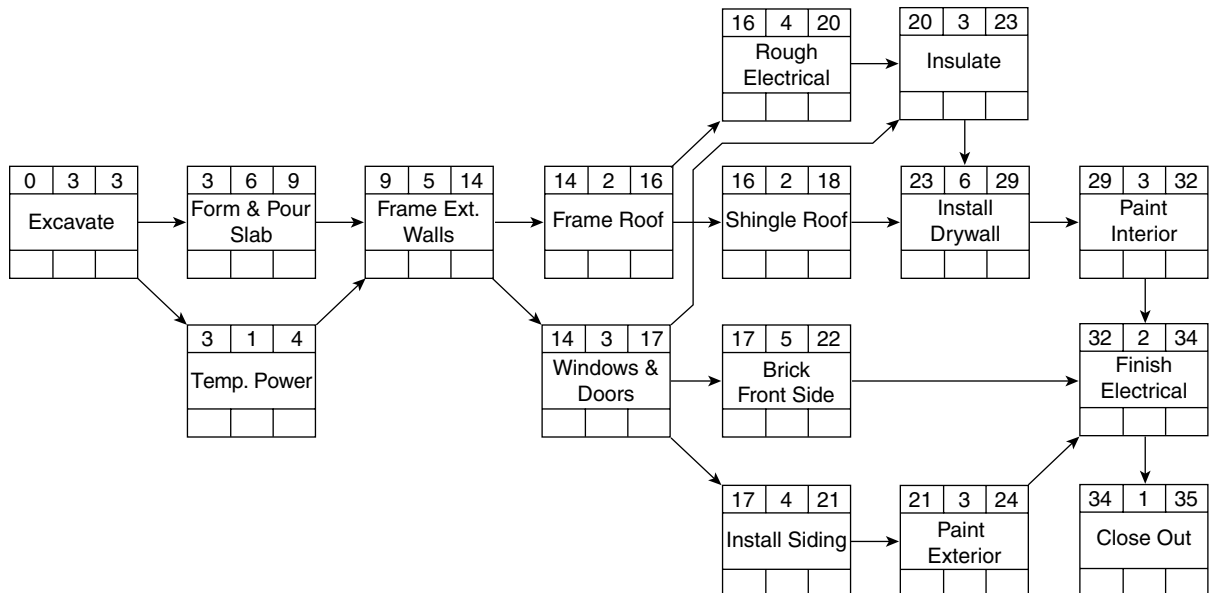 16 4 20
Rough
Electrical
20 3 23
Insulate
0 3 3
Excavate
3 6 9
Form & Pour
Slab
9 5 14
Frame Ext.
Walls
14 2 16
Frame Roof
16 2 18
Shingle Roof
23 6 29
Install
Drywall
29 3 32
Paint
Interior
3 1 4
Temp. Power
14 3 17
Windows &
Doors
17 5 22
Brick
Front Side
32 2 34
Finish
Electrical
17 4 21
Install Siding
21 3 24
Paint
Exterior
34 1 35
Close Out